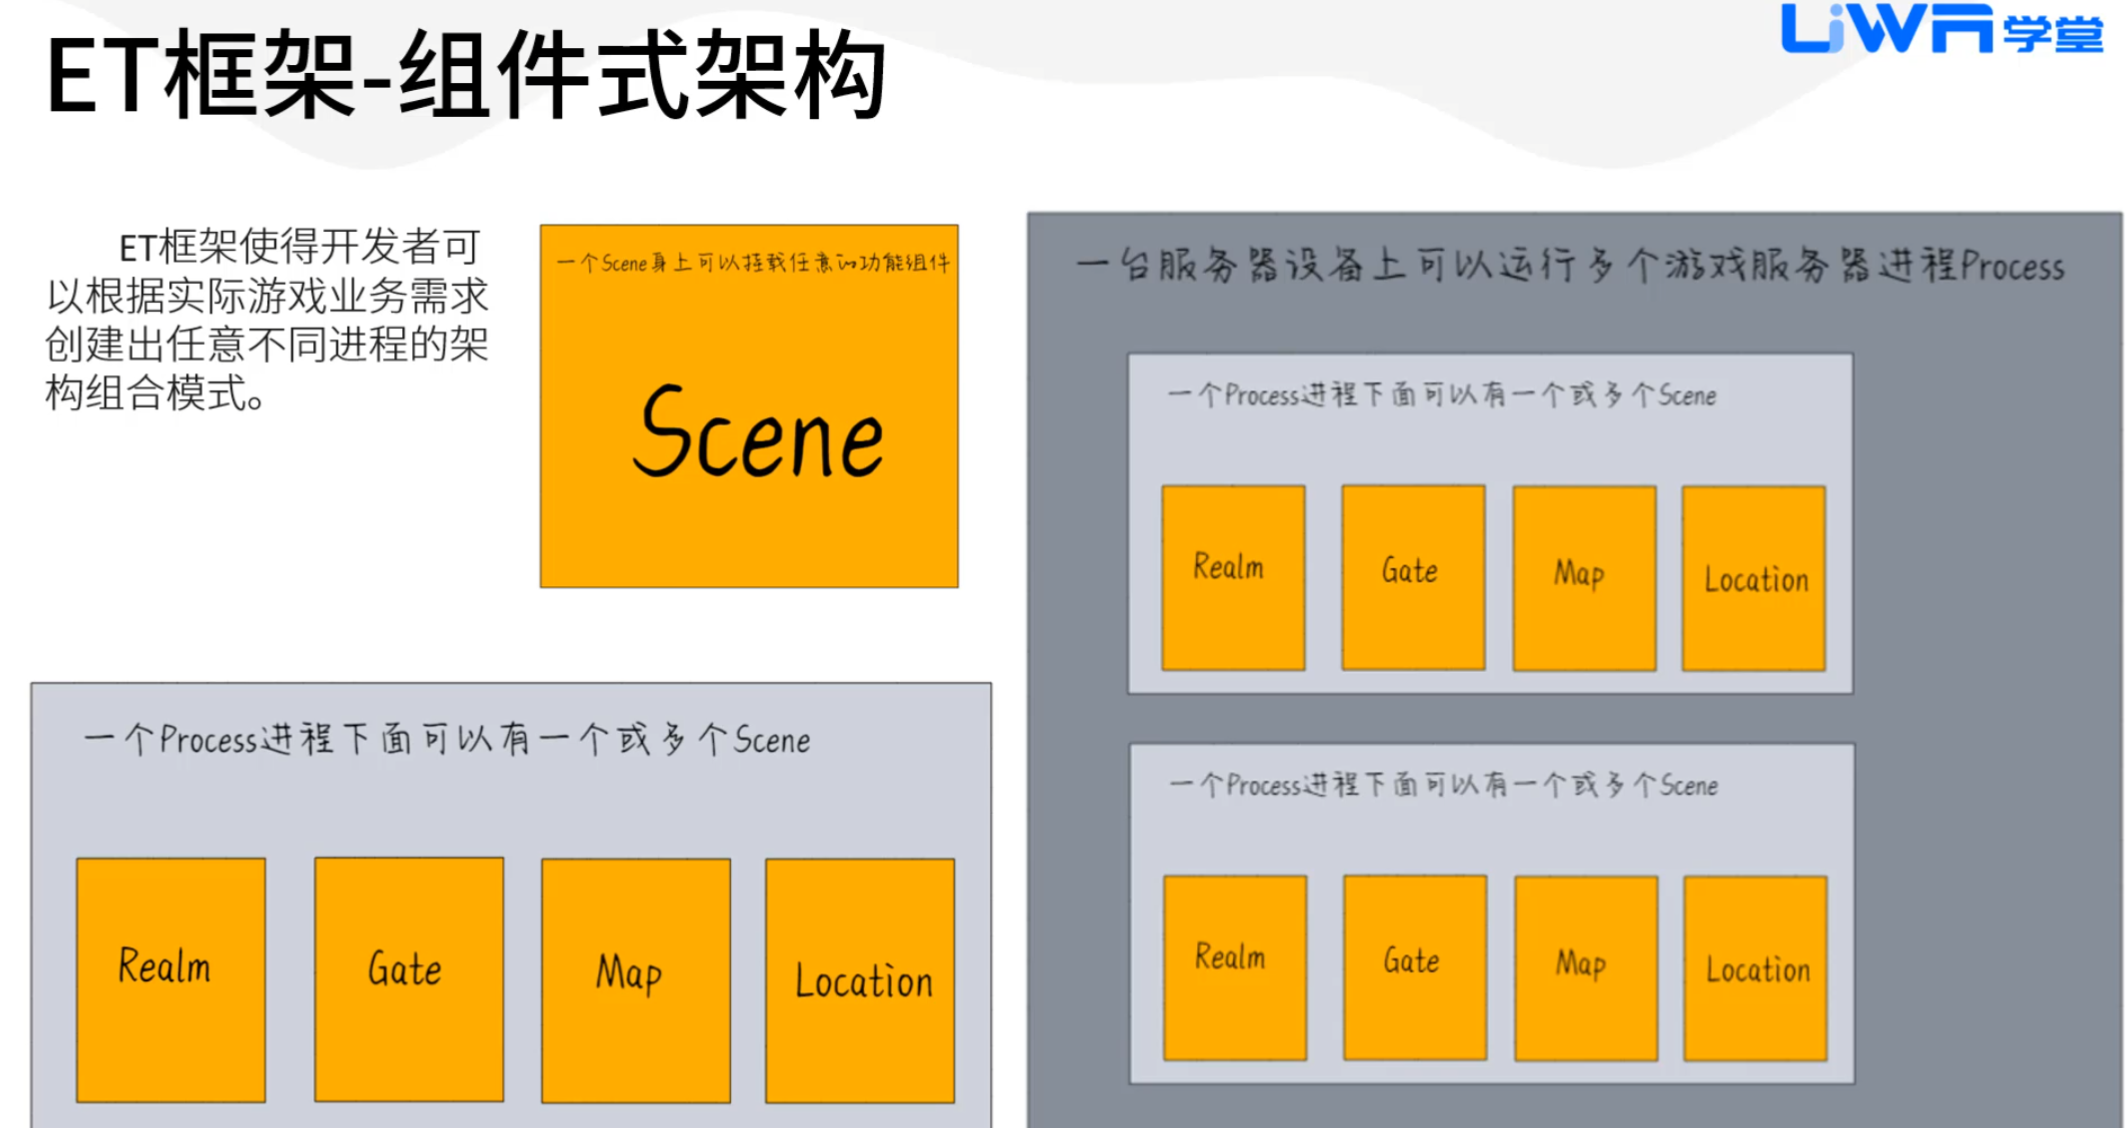 ET框架-组件式架构
LiWA学堂
ET框架使得开发者可
以根据实际游戏业务需求
创建出任意不同进程的架
构组合模式。
一个Scene身上可以挂载任意的功能组件
Scene
一个Process进程下面可以有一个或多个Scene
Realm
Gate
Map
Location
一台服务器设备上可以运行多个游戏服务器进程Process
一个Process进程下面可以有一个或多个Scene
Realm
Gate
Map
Location
一个Process进程下面可以有一个或多个Scene
Realm
Gate
Map
Location